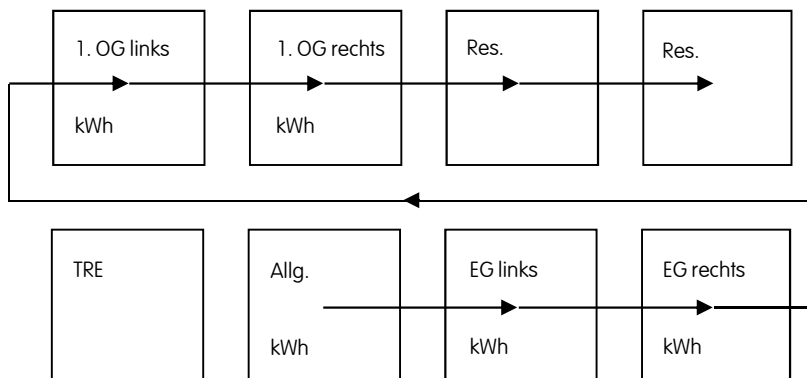 1. OG links
1. OG rechts
Res.
Res.
kWh
kWh
TRE
Allg.
EG links
EG rechts
kWh
kWh
kWh